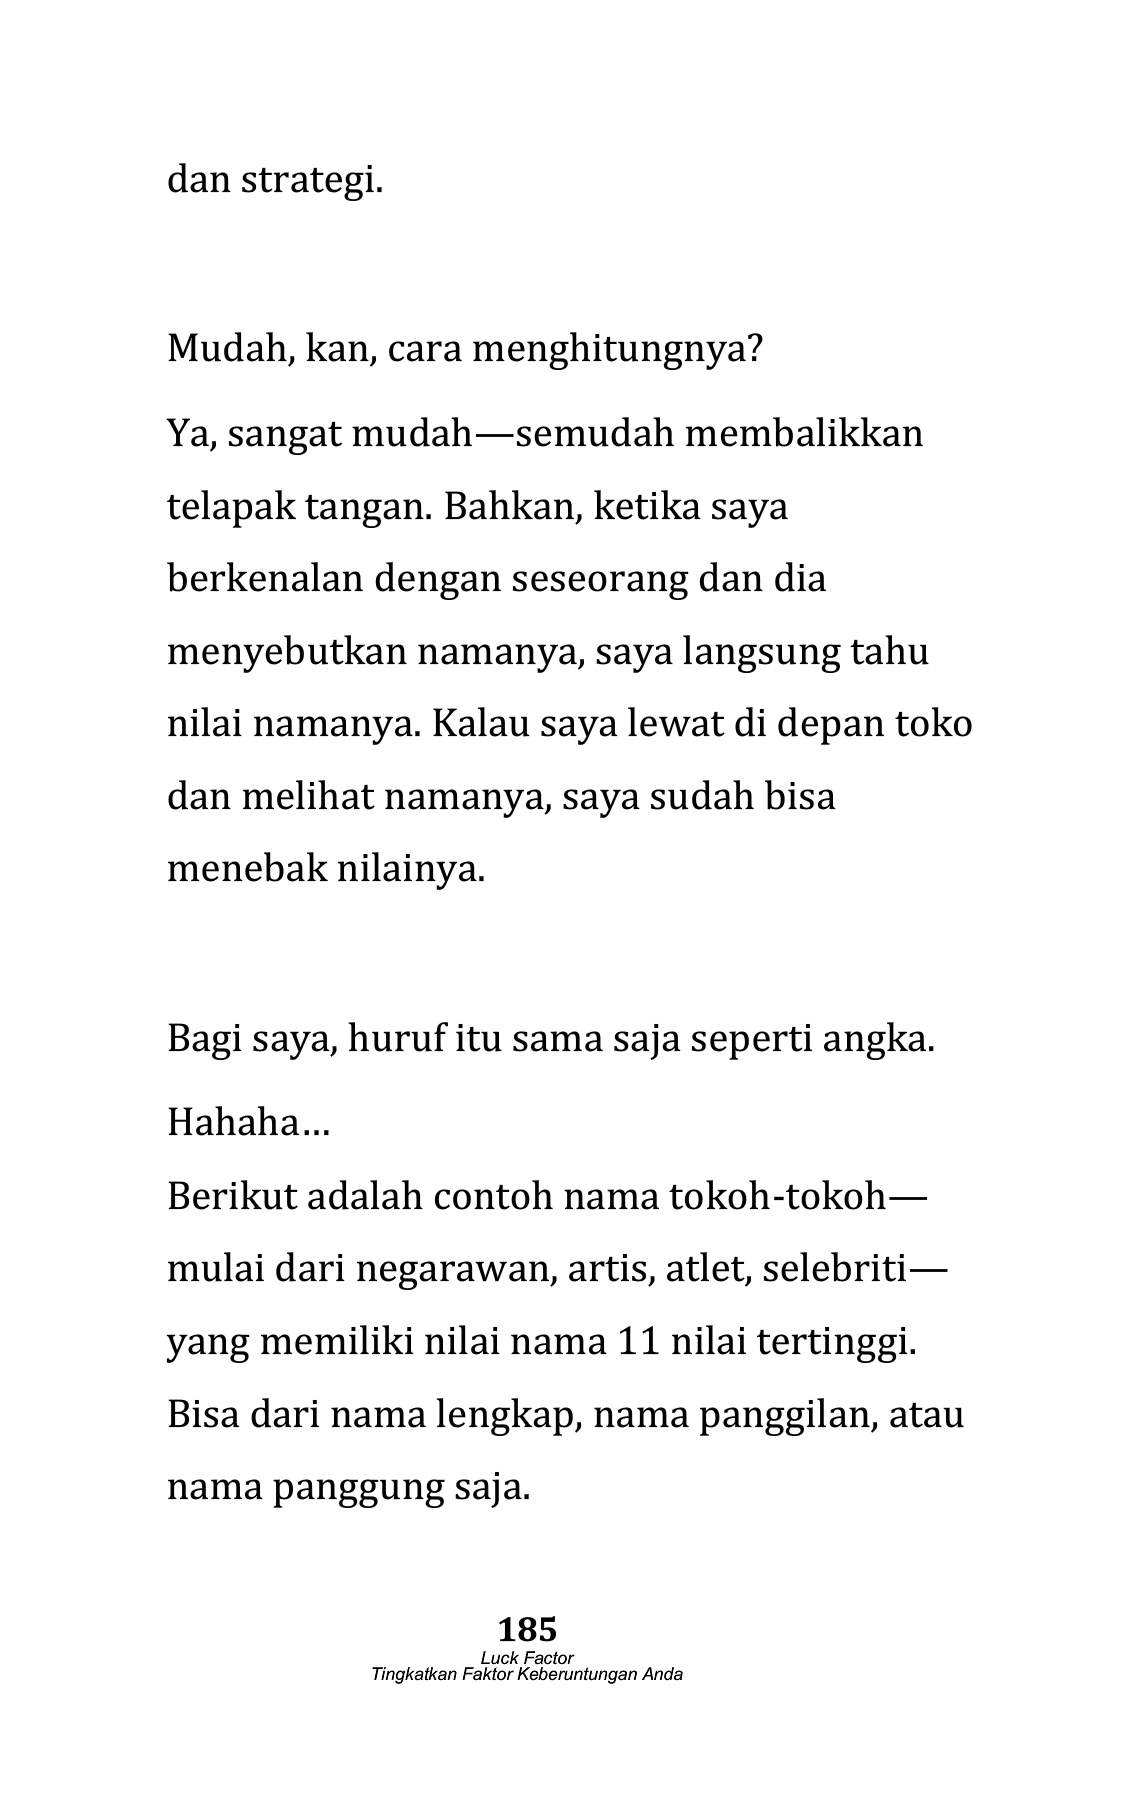 dan strategi.
Mudah, kan, cara menghitungnya?
Ya, sangat mudah—semudah membalikkan
telapak tangan. Bahkan, ketika saya
berkenalan dengan seseorang dan dia
menyebutkan namanya, saya langsung tahu
nilai namanya. Kalau saya lewat di depan toko
dan melihat namanya, saya sudah bisa
menebak nilainya.
Bagi saya, huruf itu sama saja seperti angka.
Hahaha…
Berikut adalah contoh nama tokoh-tokoh—
mulai dari negarawan, artis, atlet, selebriti—
yang memiliki nilai nama 11 nilai tertinggi.
Bisa dari nama lengkap, nama panggilan, atau
nama panggung saja.
185
Luck Factor
Tingkatkan Faktor Keberuntungan Anda